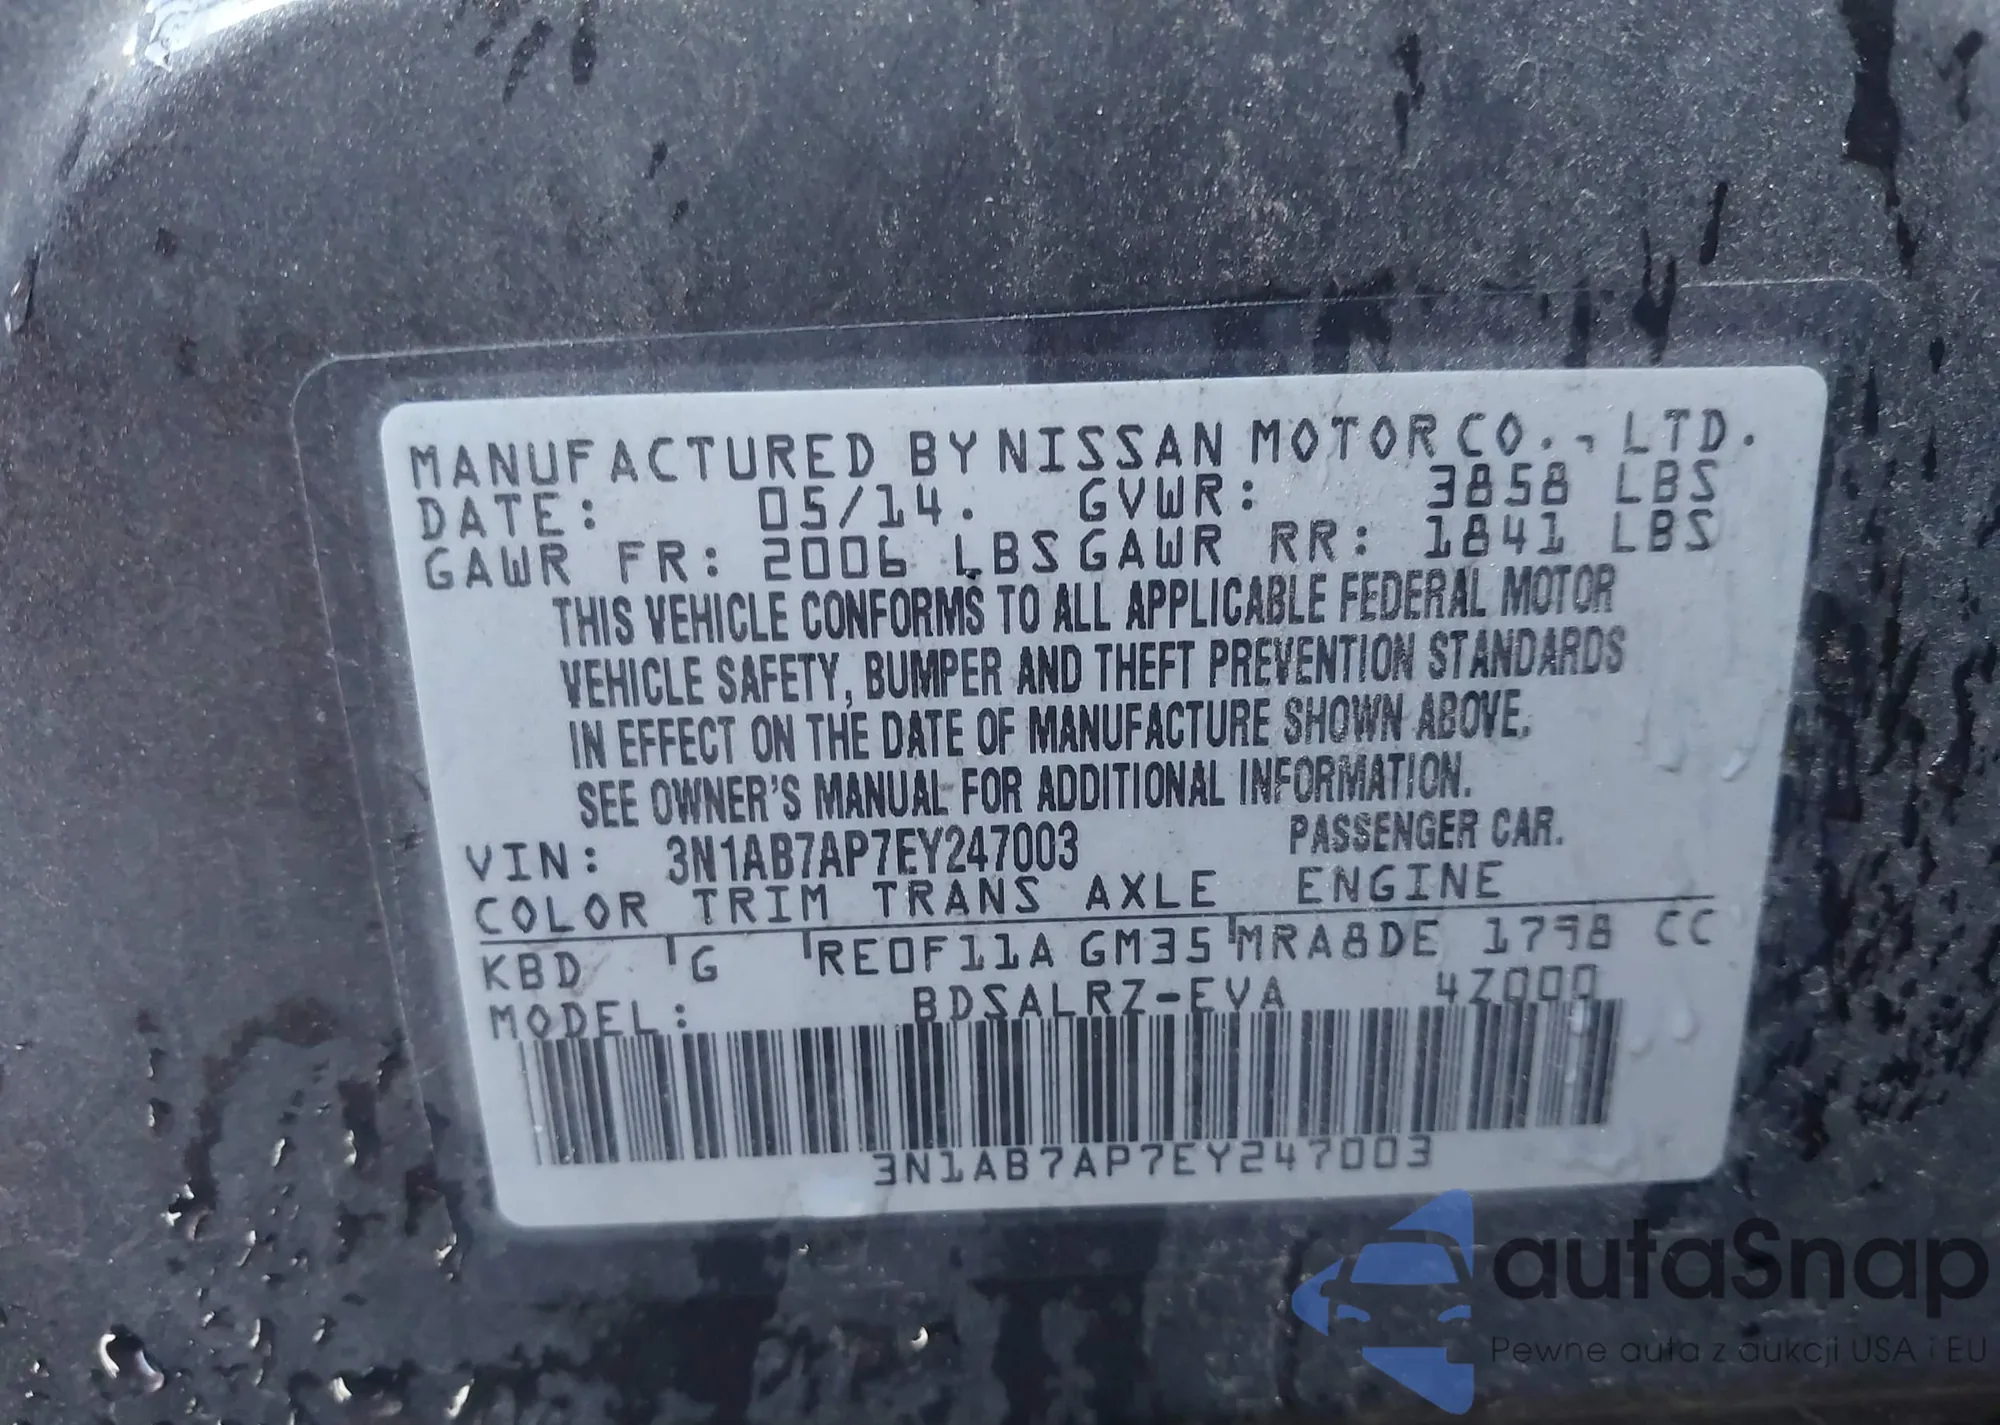 MANUFACTURED BY NISSAN MOTOR CO., LTD.
DATE: 05/14. GVWR: 3858 LBS
GAWR FR: 2006 LBS GAWR RR: 1841 LBS
THIS VEHICLE CONFORMS TO ALL APPLICABLE FEDERAL MOTOR
VEHICLE SAFETY, BUMPER AND THEFT PREVENTION STANDARDS
IN EFFECT ON THE DATE OF MANUFACTURE SHOWN ABOVE.
SEE OWNER'S MANUAL FOR ADDITIONAL INFORMATION.
VIN: 3N1AB7AP7EY247003 PASSENGER CAR.
COLOR TRIM TRANS AXLE ENGINE
KBD G RE0F11A GM35 MRA8DE 1798 CC
MODEL: BDSALRZ-EVA 4Z000
3N1AB7AP7EY247003
autaSnap
Pewne auta z aukcji USA i EU